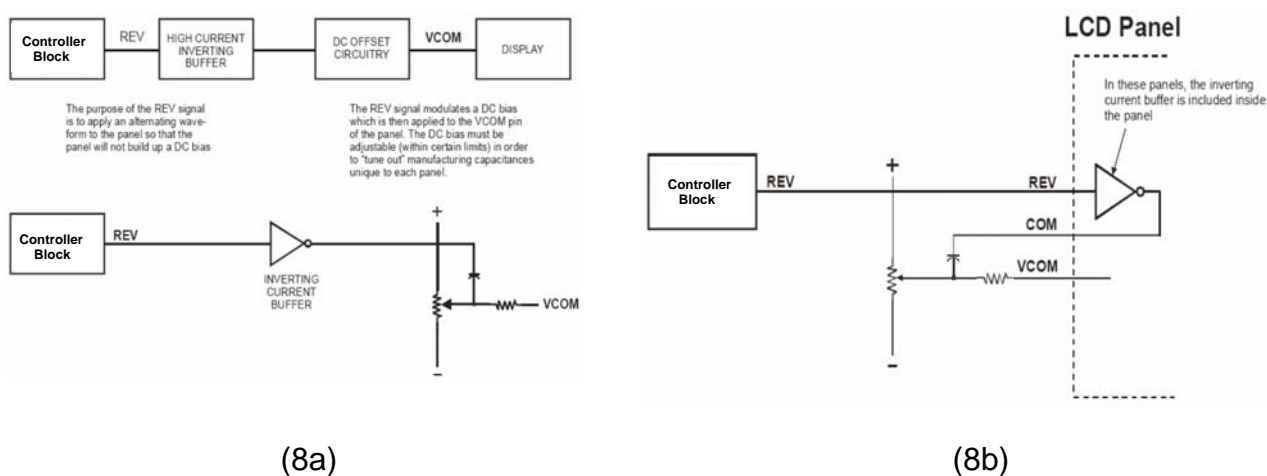 Controller
Block
REV
HIGH CURRENT
INVERTING
BUFFER
DC OFFSET
CIRCUITRY
VCOM
DISPLAY
The purpose of the REV signal
is to apply an alternating wave-
form to the panel so that the
panel will not build up a DC bias
The REV signal modulates a DC bias
which is then applied to the VCOM pin
of the panel. The DC bias must be
adjustable (within certain limits) in order
to "tune out" manufacturing capacitances
unique to each panel.
Controller
Block
REV
INVERTING
CURRENT
BUFFER
+
VCOM
–
(8a)
LCD Panel
In these panels, the inverting
current buffer is included inside
the panel
Controller
Block
REV
+
REV
COM
VCOM
–
(8b)